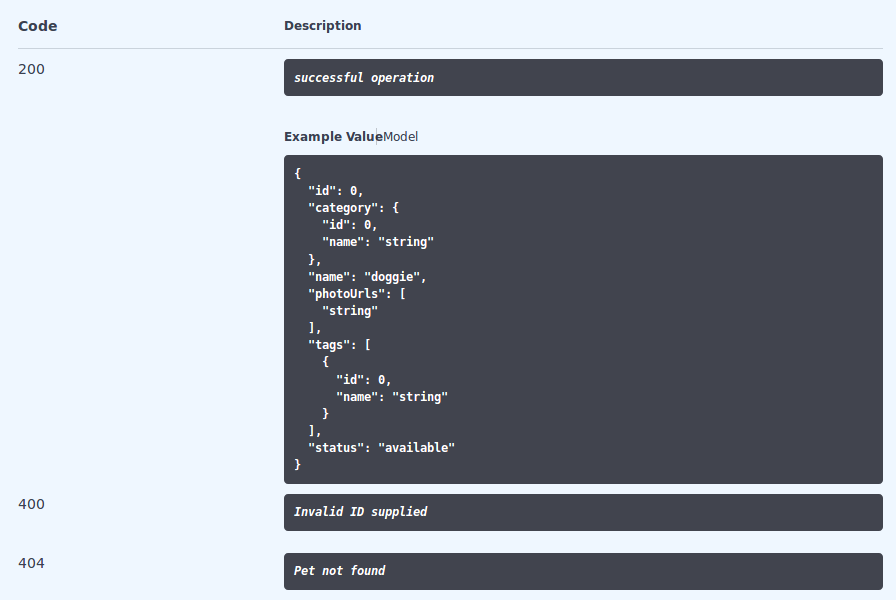 Code Description
200 successful operation
Example Value Model
{
  "id": 0,
  "category": {
    "id": 0,
    "name": "string"
  },
  "name": "doggie",
  "photoUrls": [
    "string"
  ],
  "tags": [
    {
      "id": 0,
      "name": "string"
    }
  ],
  "status": "available"
}
400 Invalid ID supplied
404 Pet not found